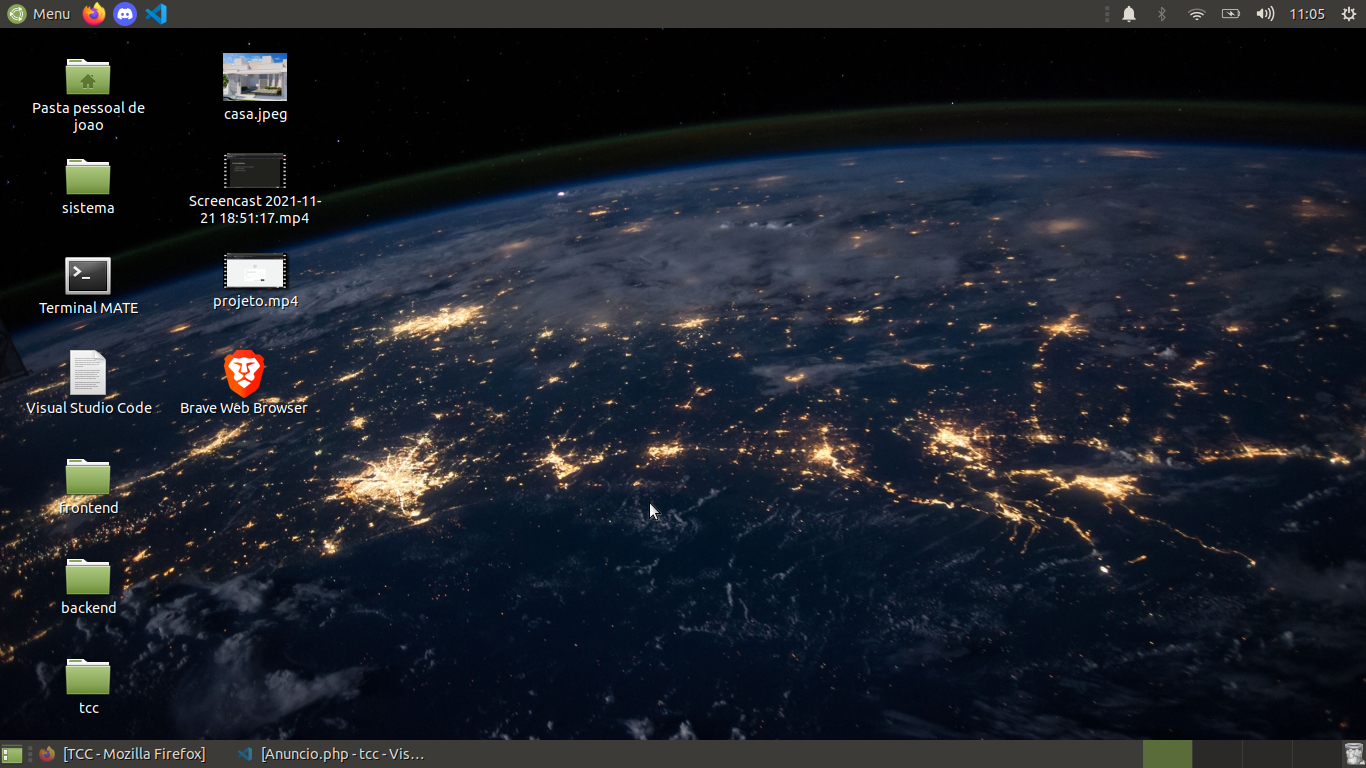 Menu
11:05
Pasta pessoal de
joao
casa.jpeg
sistema
Screencast 2021-11-
21 18:51:17.mp4
Terminal MATE
projeto.mp4
Visual Studio Code
Brave Web Browser
frontend
backend
tcc
[TCC - Mozilla Firefox]
[Anuncio.php - tcc - Vis…